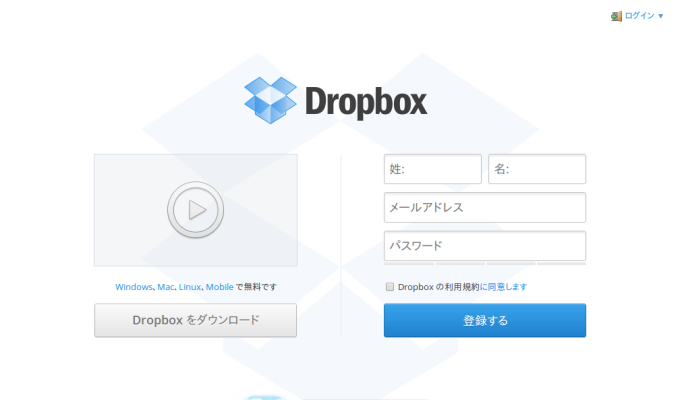 ログイン ▼
Dropbox
姓:
名:
メールアドレス
パスワード
Windows、Mac、Linux、Mobile で無料です
Dropbox の利用規約に同意します
Dropbox をダウンロード
登録する